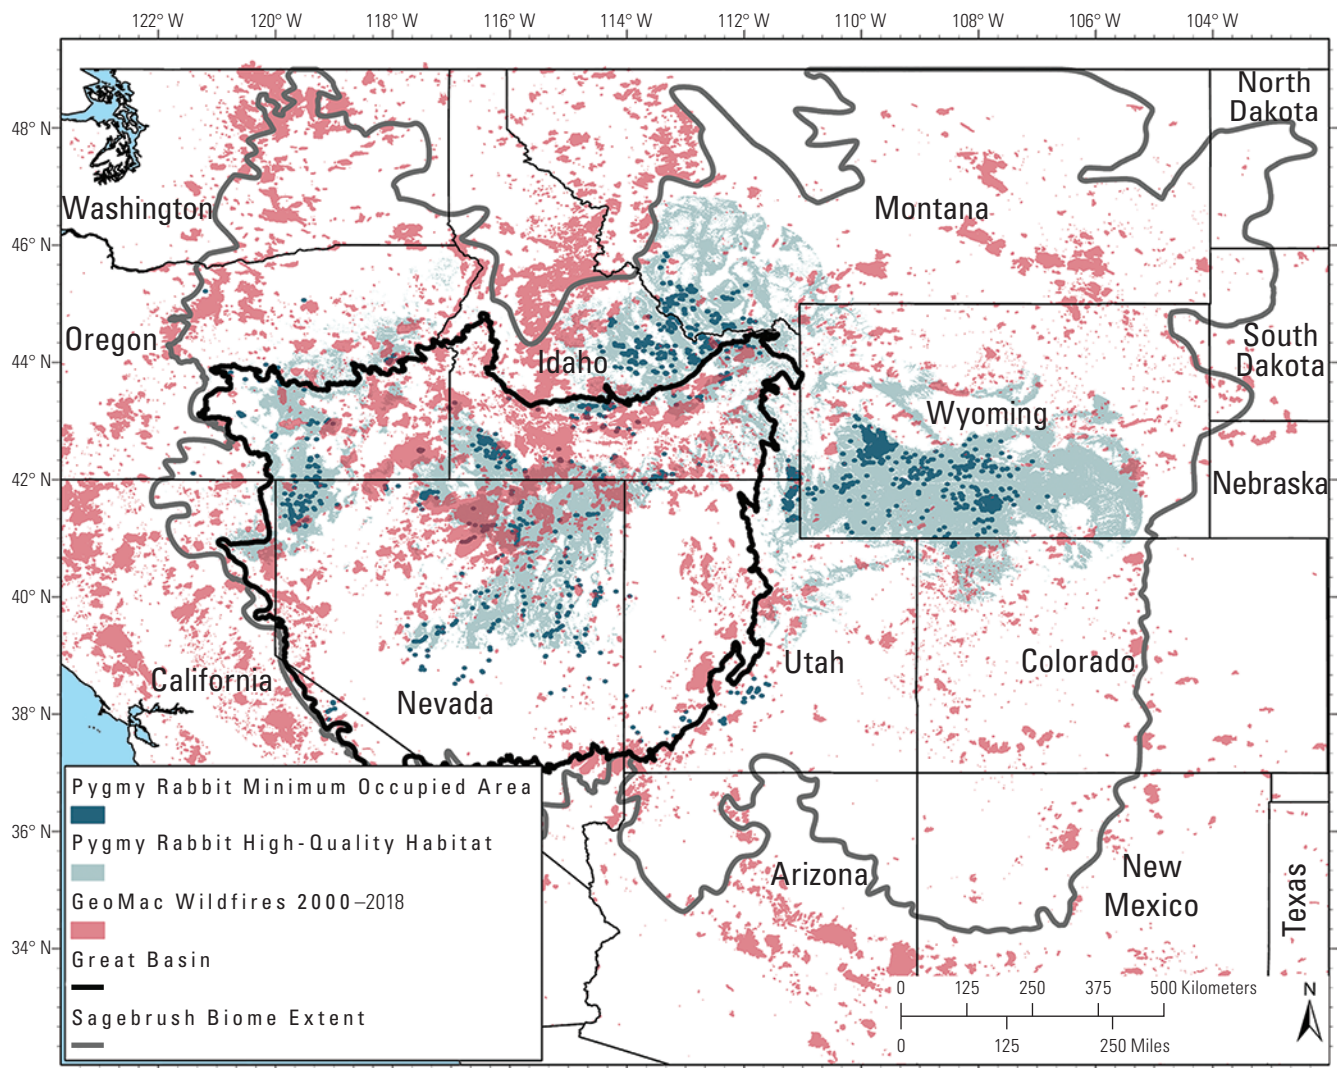 122° W 120° W 118° W 116° W 114° W 112° W 110° W 108° W 106° W 104° W
North
Dakota
48° N
Washington
Montana
46° N
Oregon
South
Dakota
44° N
Idaho
Wyoming
42° N
Nebraska
40° N
California
Utah
Colorado
Nevada
38° N
Pygmy Rabbit Minimum Occupied Area
Pygmy Rabbit High-Quality Habitat
GeoMac Wildfires 2000–2018
Great Basin
Sagebrush Biome Extent
36° N
Arizona
New
Mexico
Texas
34° N
0 125 250 375 500 Kilometers
0 125 250 Miles
N